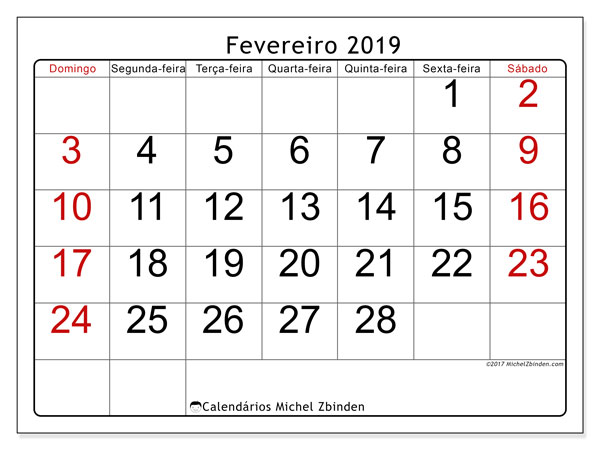 Fevereiro 2019
Domingo Segunda-feira Terça-feira Quarta-feira Quinta-feira Sexta-feira Sábado
1 2
3 4 5 6 7 8 9
10 11 12 13 14 15 16
17 18 19 20 21 22 23
24 25 26 27 28
©2017 MichelZbinden.com
Calendários Michel Zbinden